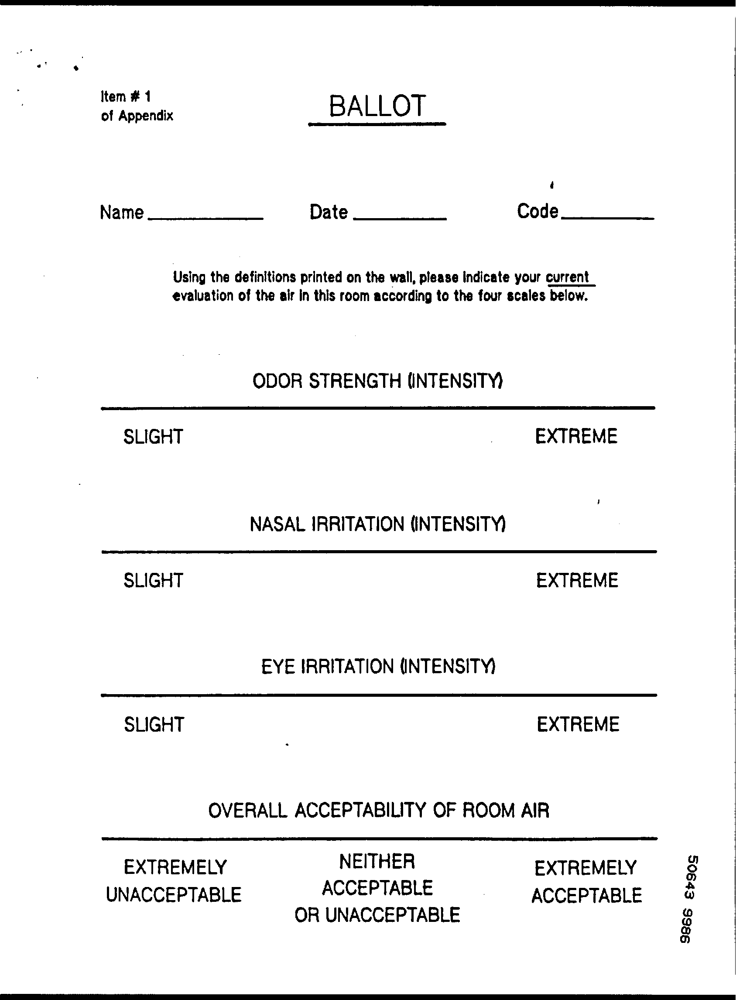 Item # 1
of Appendix
BALLOT
Name Date Code
Using the definitions printed on the wall, please indicate your current
evaluation of the air in this room according to the four scales below.
ODOR STRENGTH (INTENSITY)
SLIGHT EXTREME
NASAL IRRITATION (INTENSITY)
SLIGHT EXTREME
EYE IRRITATION (INTENSITY)
SLIGHT EXTREME
OVERALL ACCEPTABILITY OF ROOM AIR
EXTREMELY
UNACCEPTABLE
NEITHER
ACCEPTABLE
OR UNACCEPTABLE
EXTREMELY
ACCEPTABLE
50643 9986